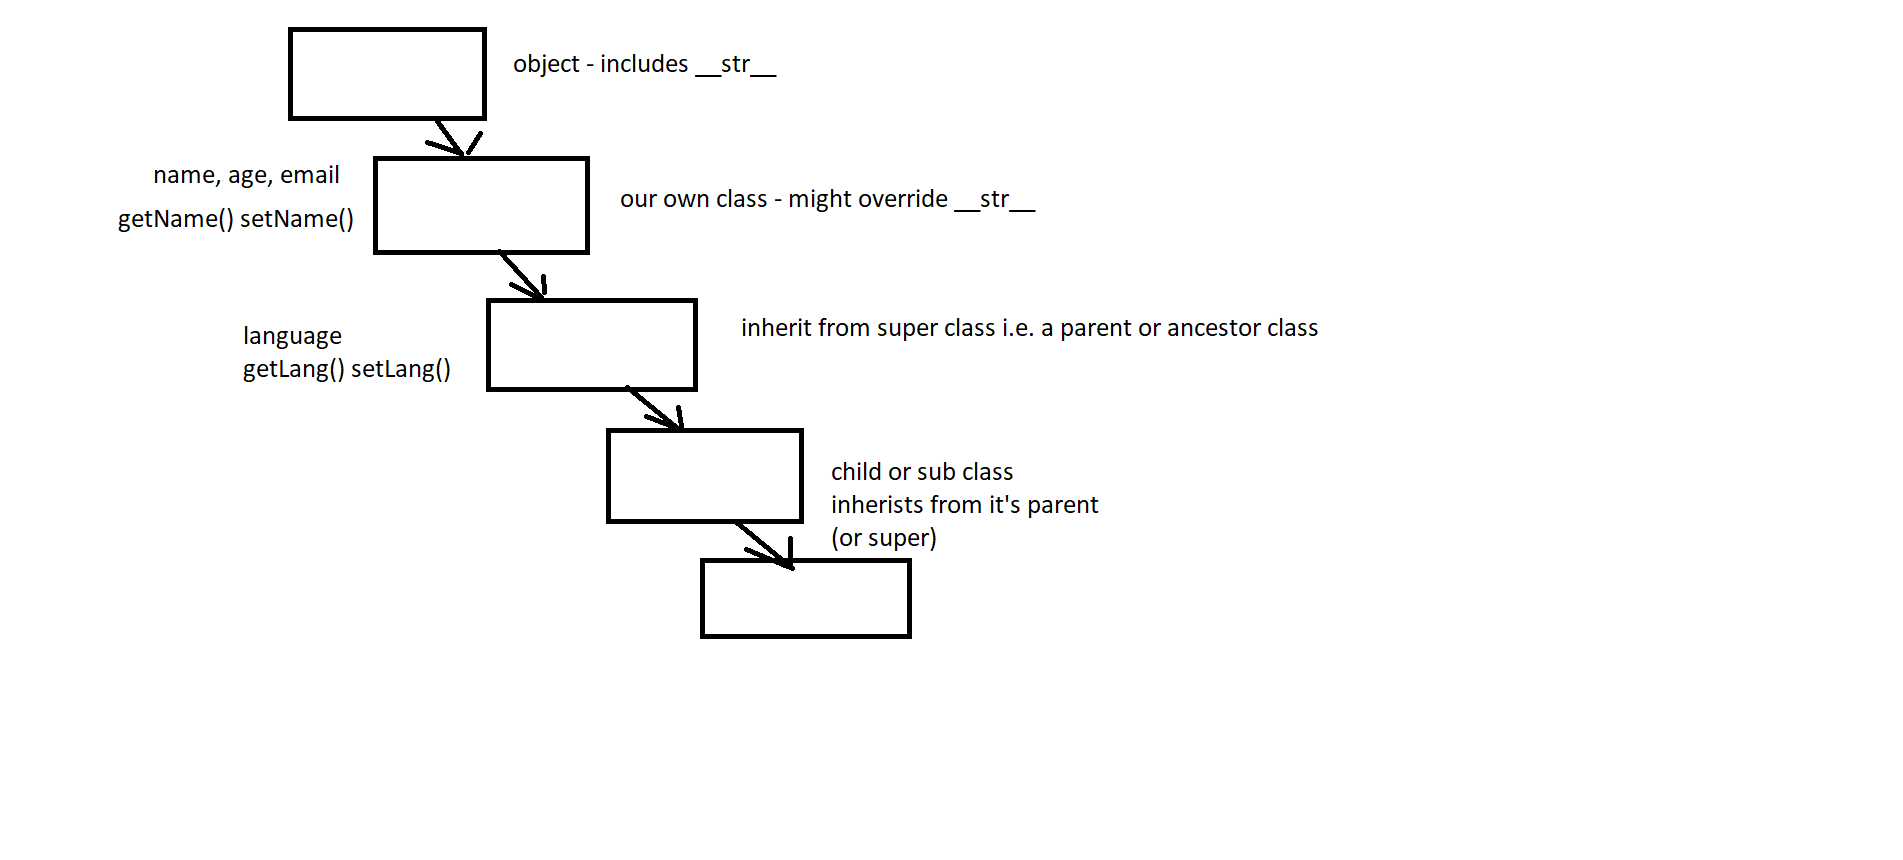 object - includes __str__
name, age, email
getName() setName()
our own class - might override __str__
inherit from super class i.e. a parent or ancestor class
language
getLang() setLang()
child or sub class
inherists from it's parent
(or super)